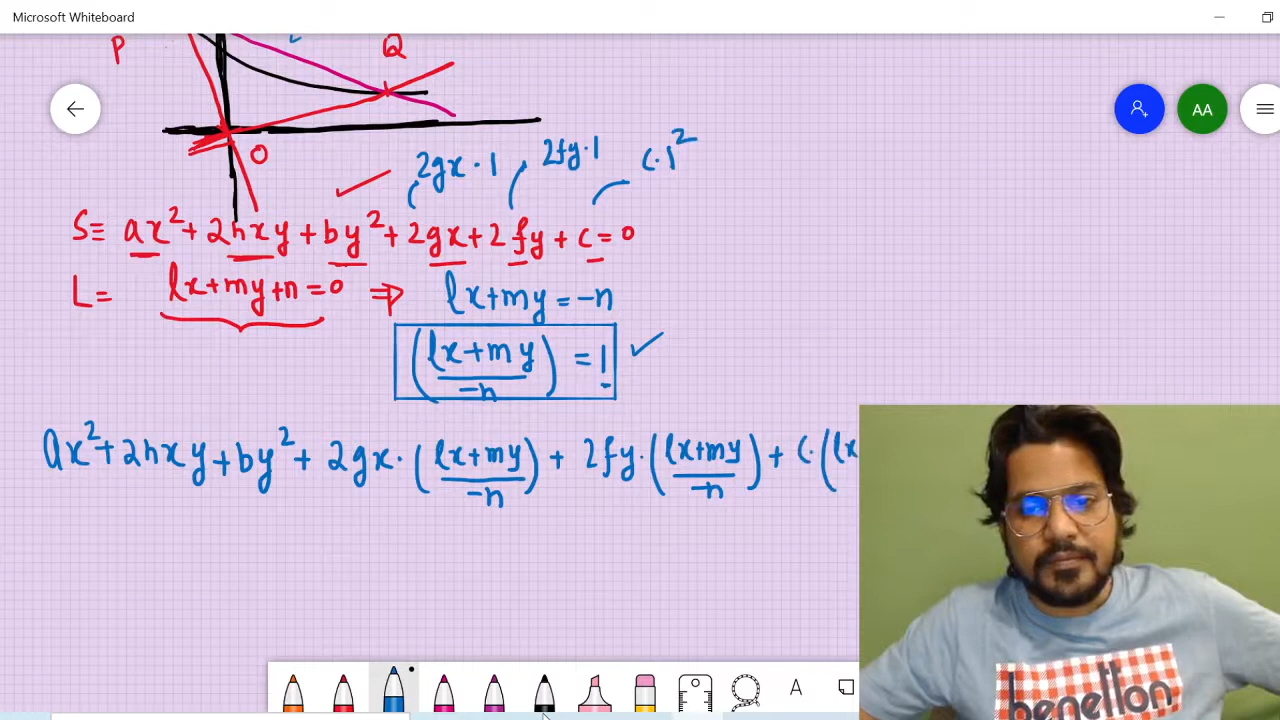 Microsoft Whiteboard
P
Q
AA
O
2gx · 1
2fy · 1
c · 1²
S ≡ ax² + 2hxy + by² + 2gx + 2fy + c = 0
L = lx + my + n = 0 ⇒ lx + my = -n
((lx + my)/-n) = 1
ax² + 2hxy + by² + 2gx · ((lx + my)/-n) + 2fy · ((lx + my)/-n) + c · (lx
A
benetton